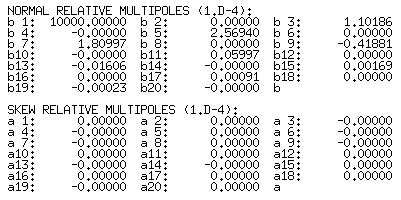 NORMAL RELATIVE MULTIPOLES (1.D-4):
b 1: 10000.00000 b 2: 0.00000 b 3: 1.10186
b 4: -0.00000 b 5: 2.56940 b 6: -0.00000
b 7: 1.80997 b 8: 0.00000 b 9: -0.41881
b10: -0.00000 b11: 0.05997 b12: -0.00000
b13: -0.01606 b14: -0.00000 b15: 0.00169
b16: 0.00000 b17: 0.00091 b18: 0.00000
b19: -0.00023 b20: -0.00000 b
SKEW RELATIVE MULTIPOLES (1.D-4):
a 1: 0.00000 a 2: 0.00000 a 3: -0.00000
a 4: -0.00000 a 5: 0.00000 a 6: -0.00000
a 7: -0.00000 a 8: 0.00000 a 9: -0.00000
a10: 0.00000 a11: 0.00000 a12: 0.00000
a13: -0.00000 a14: -0.00000 a15: 0.00000
a16: 0.00000 a17: 0.00000 a18: 0.00000
a19: -0.00000 a20: 0.00000 a